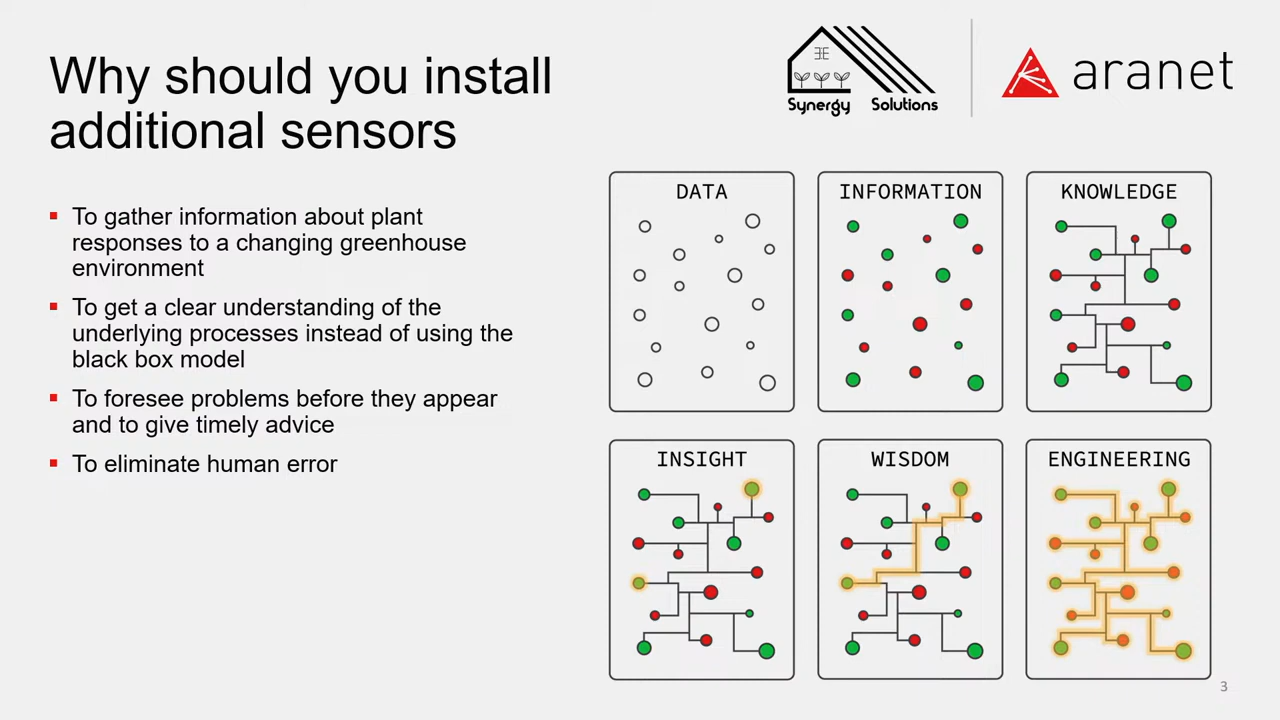 Why should you install
additional sensors
Synergy Solutions
aranet
To gather information about plant
responses to a changing greenhouse
environment
To get a clear understanding of the
underlying processes instead of using the
black box model
To foresee problems before they appear
and to give timely advice
To eliminate human error
DATA
INFORMATION
KNOWLEDGE
INSIGHT
WISDOM
ENGINEERING
3